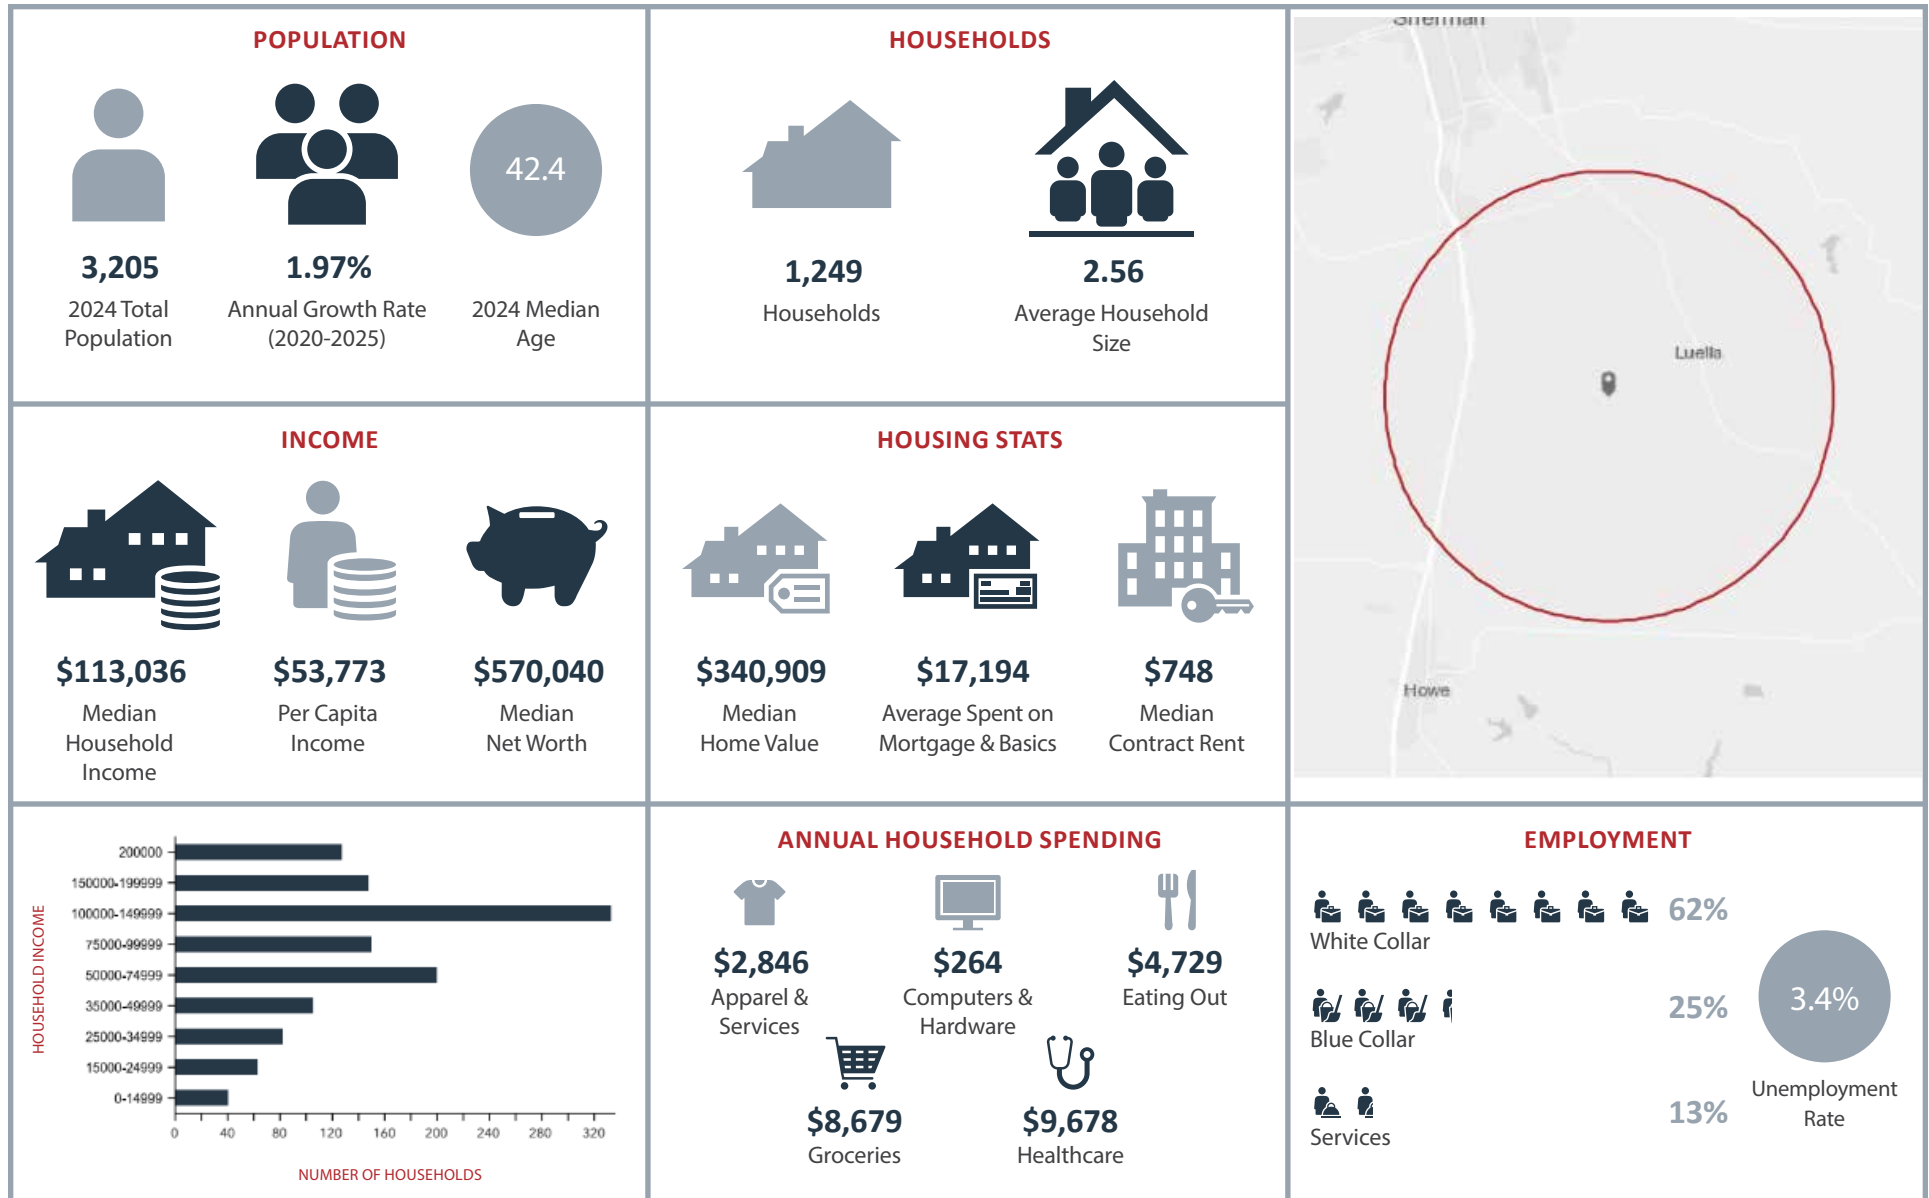 POPULATION
42.4
3,205
2024 Total
Population
1.97%
Annual Growth Rate
(2020-2025)
2024 Median
Age
HOUSEHOLDS
1,249
Households
2.56
Average Household
Size
Sherman
Luella
Howe
INCOME
$113,036
Median
Household
Income
$53,773
Per Capita
Income
$570,040
Median
Net Worth
HOUSING STATS
$340,909
Median
Home Value
$17,194
Average Spent on
Mortgage & Basics
$748
Median
Contract Rent
HOUSEHOLD INCOME
200000
150000-199999
100000-149999
75000-99999
50000-74999
35000-49999
25000-34999
15000-24999
0-14999
0 40 80 120 160 200 240 280 320
NUMBER OF HOUSEHOLDS
ANNUAL HOUSEHOLD SPENDING
$2,846
Apparel &
Services
$264
Computers &
Hardware
$4,729
Eating Out
$8,679
Groceries
$9,678
Healthcare
EMPLOYMENT
62%
White Collar
25%
Blue Collar
13%
Services
3.4%
Unemployment
Rate